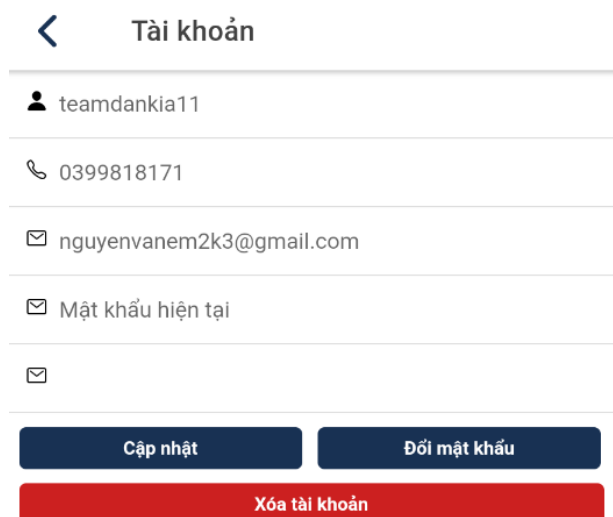 Tài khoản
teamdankia11
0399818171
nguyenvanem2k3@gmail.com
Mật khẩu hiện tại
Cập nhật
Đổi mật khẩu
Xóa tài khoản